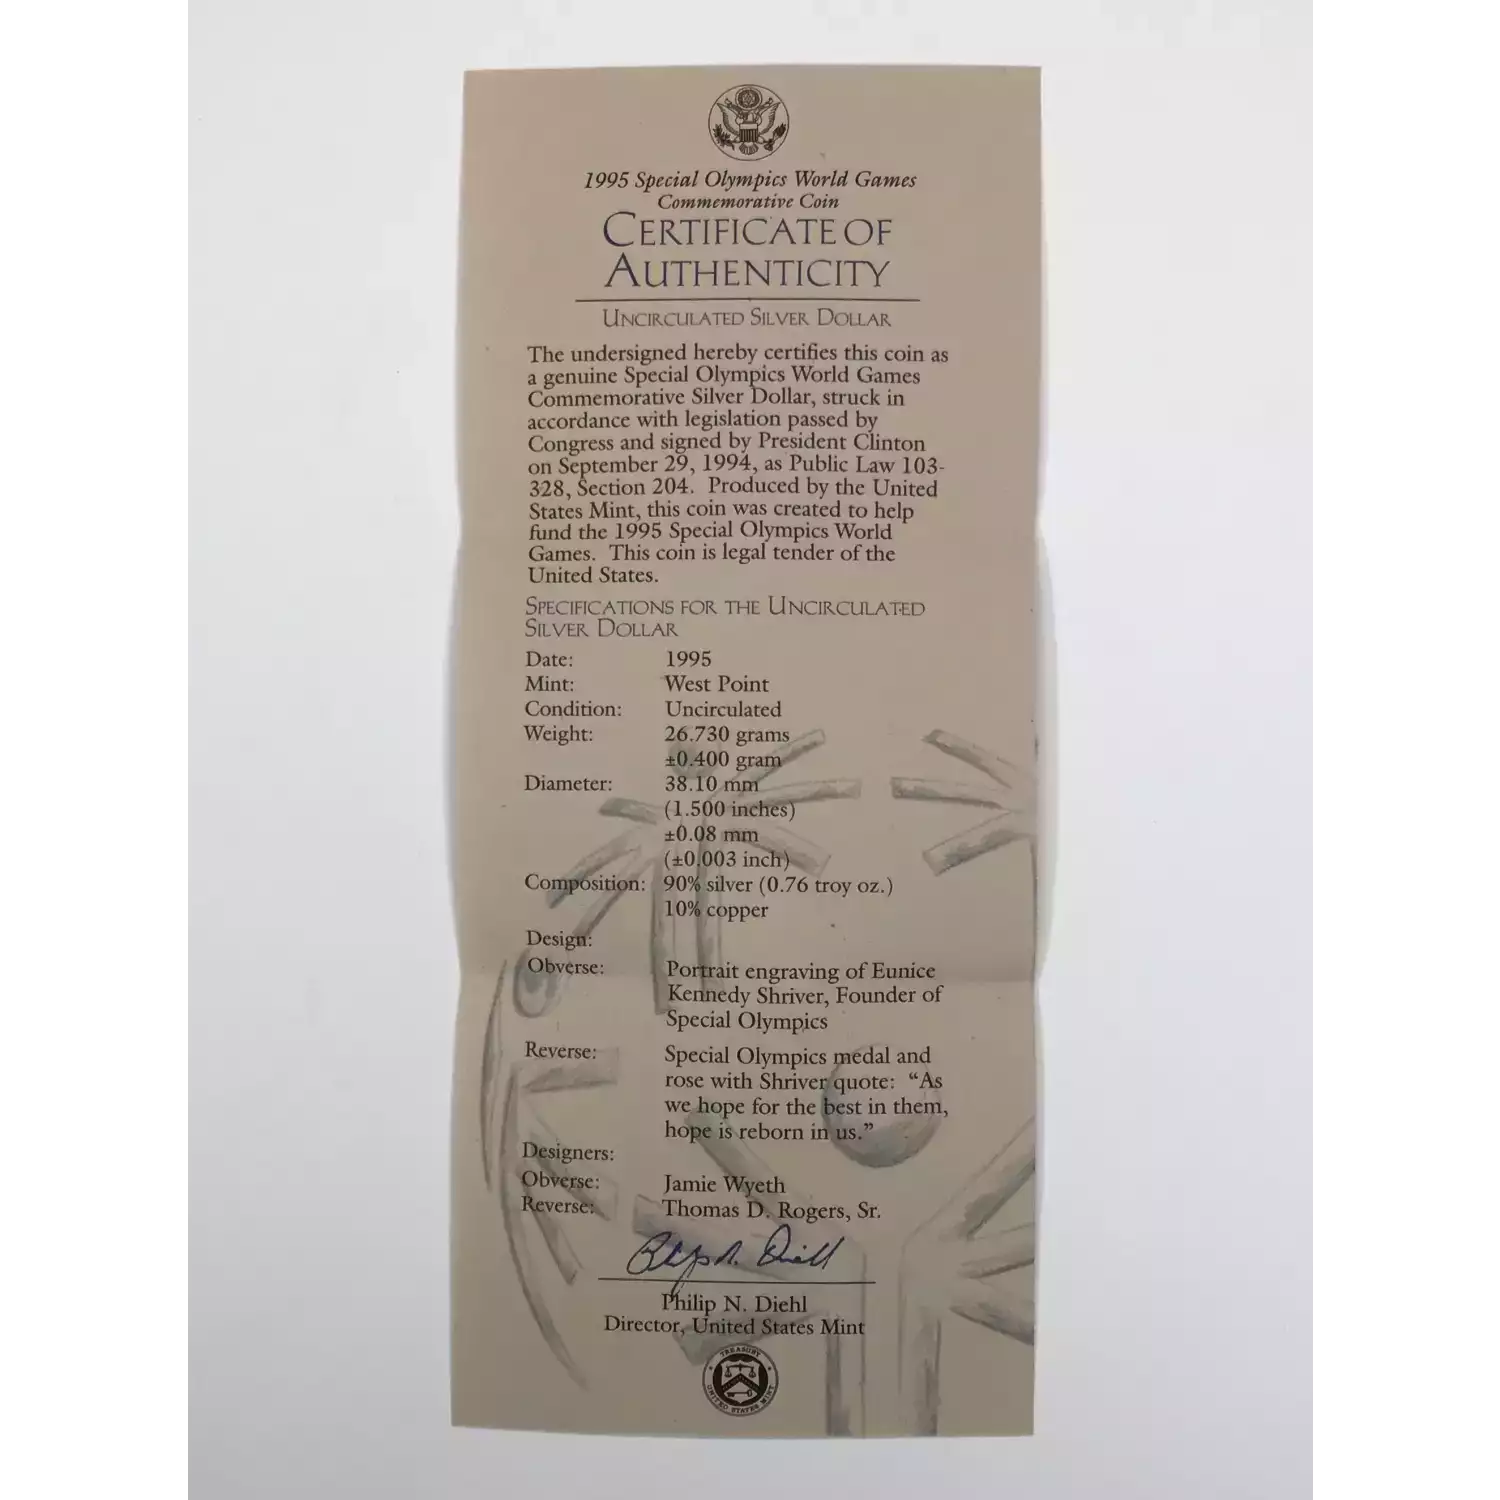 1995 Special Olympics World Games
Commemorative Coin
CERTIFICATE OF
AUTHENTICITY
UNCIRCULATED SILVER DOLLAR
The undersigned hereby certifies this coin as
a genuine Special Olympics World Games
Commemorative Silver Dollar, struck in
accordance with legislation passed by
Congress and signed by President Clinton
on September 29, 1994, as Public Law 103-
328, Section 204. Produced by the United
States Mint, this coin was created to help
fund the 1995 Special Olympics World
Games. This coin is legal tender of the
United States.
SPECIFICATIONS FOR THE UNCIRCULATED
SILVER DOLLAR
Date: 1995
Mint: West Point
Condition: Uncirculated
Weight: 26.730 grams
±0.400 gram
Diameter: 38.10 mm
(1.500 inches)
±0.08 mm
(±0.003 inch)
Composition: 90% silver (0.76 troy oz.)
10% copper
Design:
Obverse: Portrait engraving of Eunice
Kennedy Shriver, Founder of
Special Olympics
Reverse: Special Olympics medal and
rose with Shriver quote: “As
we hope for the best in them,
hope is reborn in us.”
Designers:
Obverse: Jamie Wyeth
Reverse: Thomas D. Rogers, Sr.
Philip N. Diehl
Philip N. Diehl
Director, United States Mint
TREASURY
UNITED STATES MINT